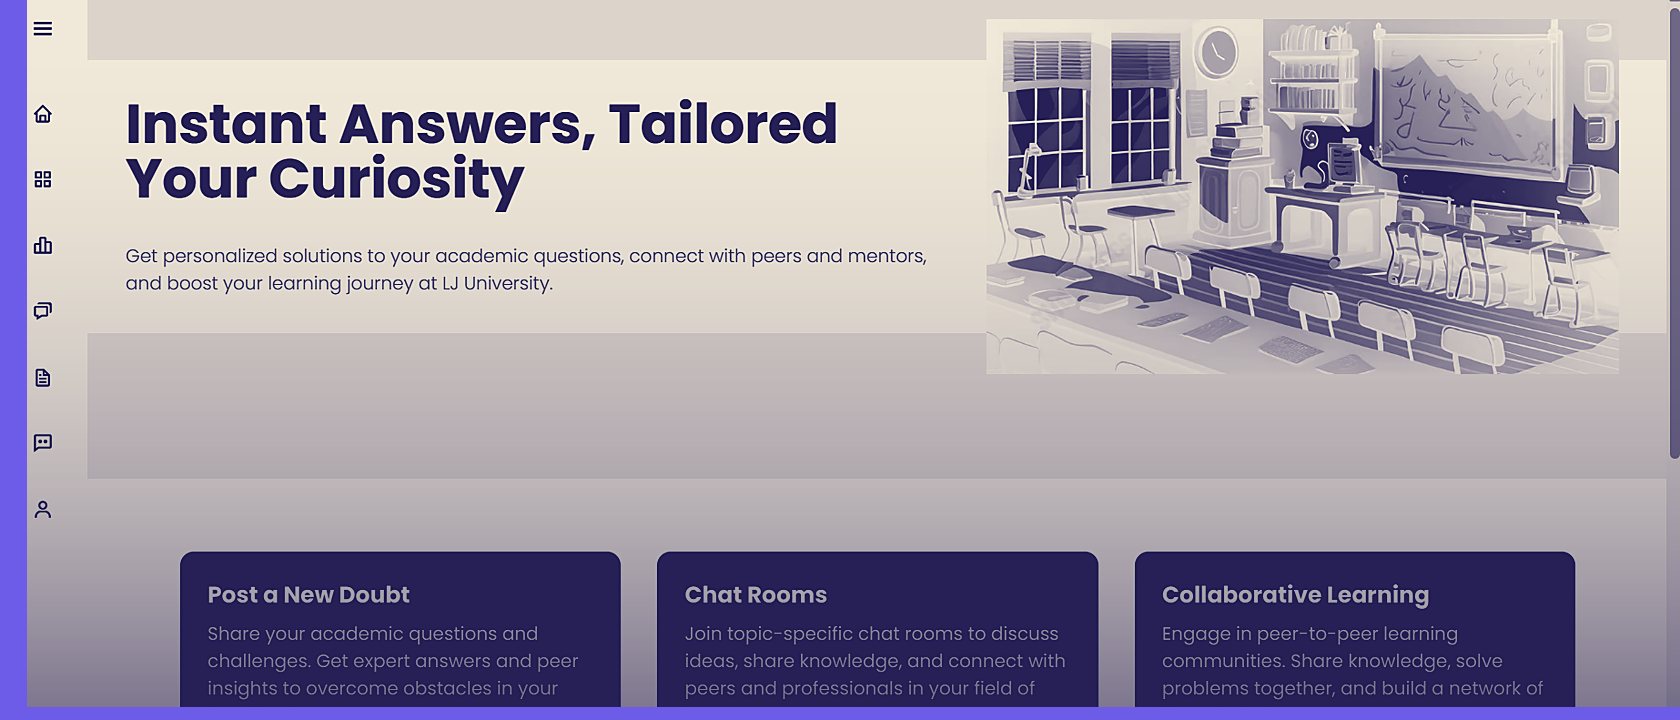 Instant Answers, Tailored
Your Curiosity
Get personalized solutions to your academic questions, connect with peers and mentors,
and boost your learning journey at LJ University.
Post a New Doubt
Share your academic questions and
challenges. Get expert answers and peer
insights to overcome obstacles in your
Chat Rooms
Join topic-specific chat rooms to discuss
ideas, share knowledge, and connect with
peers and professionals in your field of
Collaborative Learning
Engage in peer-to-peer learning
communities. Share knowledge, solve
problems together, and build a network of